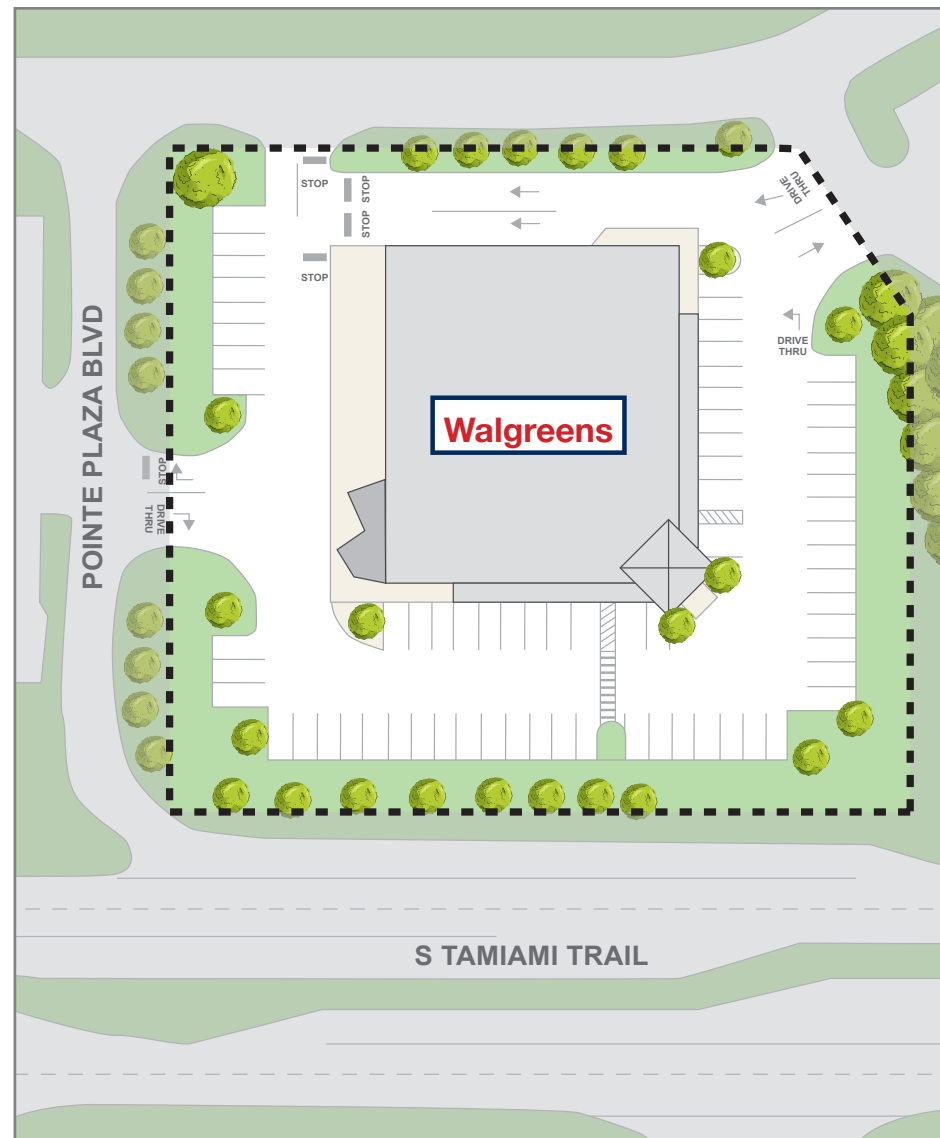 STOP
STOP
STOP
STOP
DRIVE
THRU
DRIVE
THRU
POINTE PLAZA BLVD
Walgreens
STOP
DRIVE
THRU
S TAMIAMI TRAIL